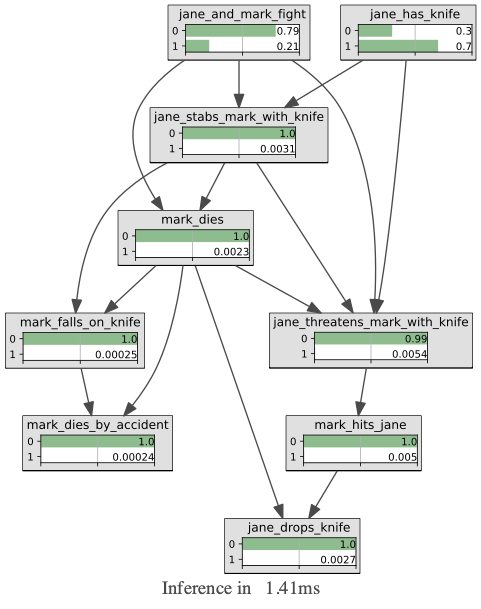 jane_and_mark_fight
0 0.79
1 0.21
jane_has_knife
0 0.3
1 0.7
jane_stabs_mark_with_knife
0 1.0
1 0.0031
mark_dies
0 1.0
1 0.0023
mark_falls_on_knife
0 1.0
1 0.00025
jane_threatens_mark_with_knife
0 0.99
1 0.0054
mark_dies_by_accident
0 1.0
1 0.00024
mark_hits_jane
0 1.0
1 0.005
jane_drops_knife
0 1.0
1 0.0027
Inference in 1.41ms